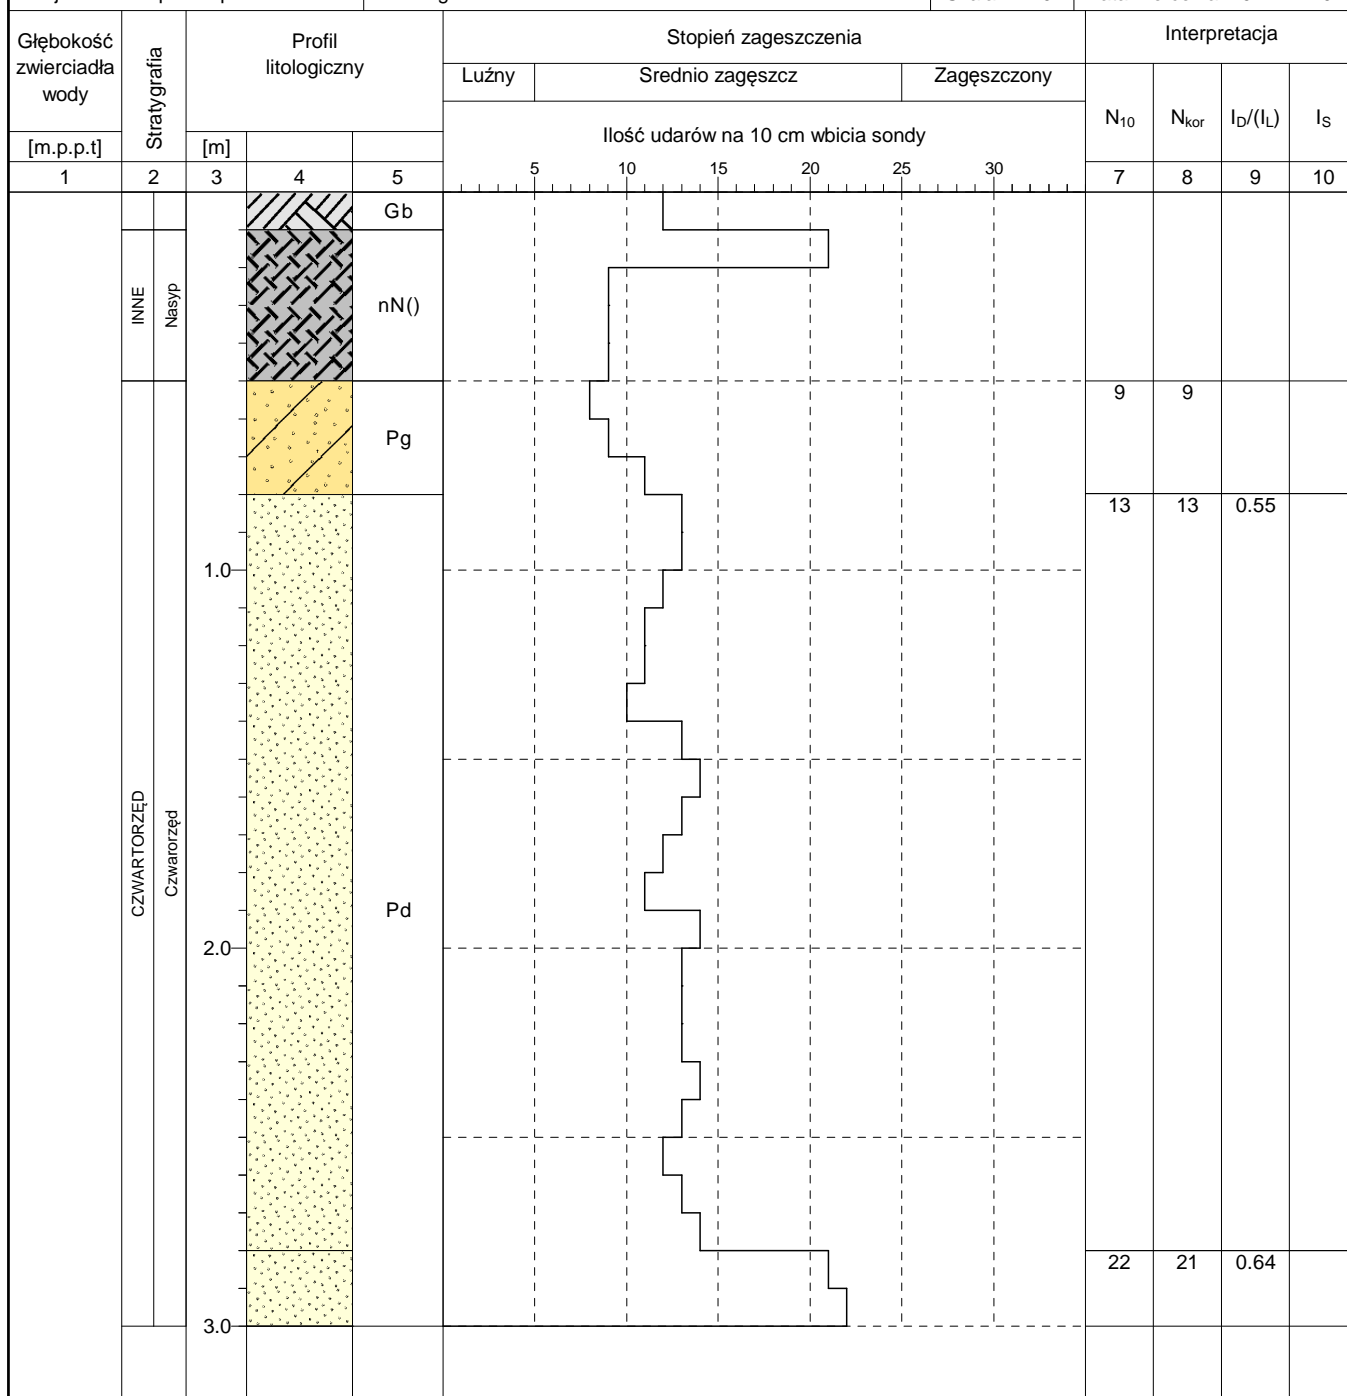 Głębokość
zwierciadła
wody
[m.p.p.t]
Stratygrafia
Profil
litologiczny
[m]
Stopień zageszczenia
Luźny Srednio zagęszcz Zagęszczony
Ilość udarów na 10 cm wbicia sondy
5 10 15 20 25 30
Interpretacja
N10 Nkor ID/(IL) IS
1 2 3 4 5 7 8 9 10
Gb
INNE
Nasyp
nN()
9 9
Pg
13 13 0.55
1.0
CZWARTORZĘD
Czwarorzęd
Pd
2.0
22 21 0.64
3.0